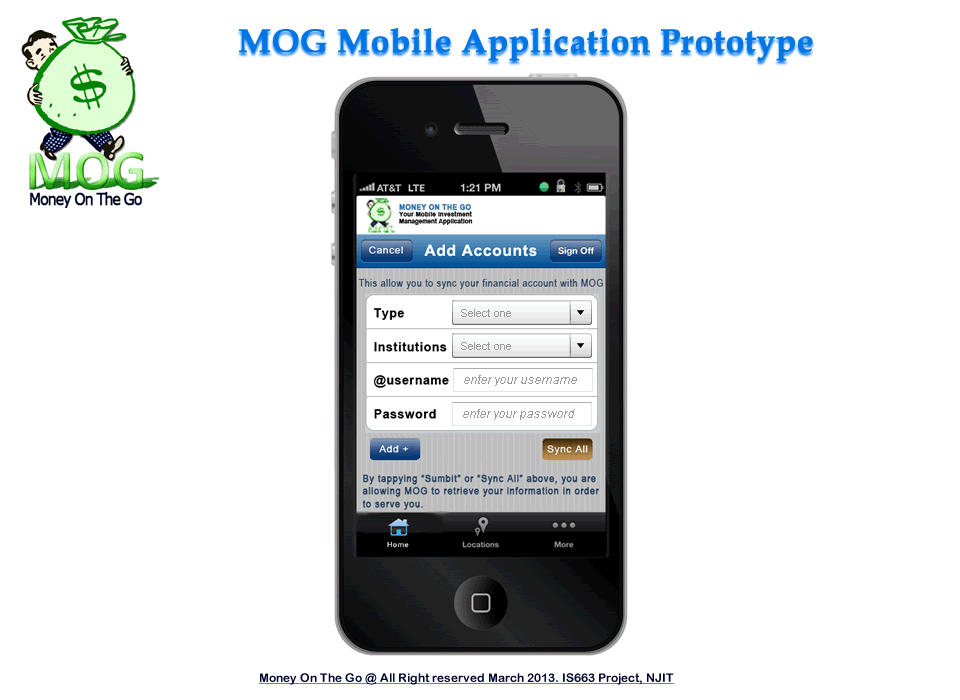 MOG Mobile Application Prototype
$
MOG
Money On The Go
AT&T LTE 1:21 PM
MONEY ON THE GO
Your Mobile Investment
Management Application
Cancel Add Accounts Sign Off
This allow you to sync your financial account with MOG
Type Select one
Institutions Select one
@username enter your username
Password enter your password
Add + Sync All
By tappying "Sumbit" or "Sync All" above, you are
allowing MOG to retrieve your information in order
to serve you.
Home Locations More
Money On The Go @ All Right reserved March 2013. IS663 Project, NJIT